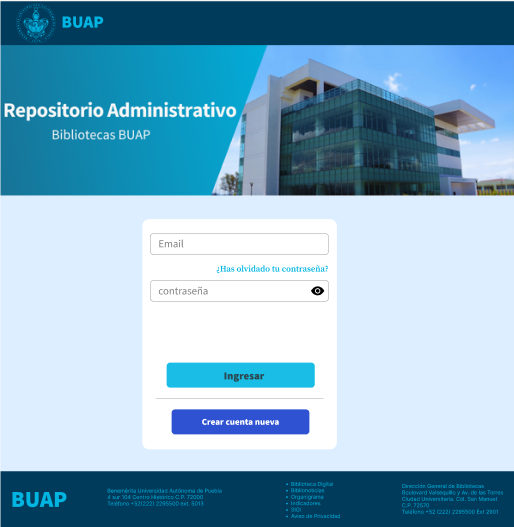 BUAP
Repositorio Administrativo
Bibliotecas BUAP
Email
¿Has olvidado tu contraseña?
contraseña
Ingresar
Crear cuenta nueva
BUAP
Benemérita Universidad Autónoma de Puebla
4 sur 104 Centro Histórico C.P. 72000
Teléfono +52(222) 2295500 ext. 5013
Biblioteca Digital
Biblionoticias
Organigrama
Indicadores
SIGI
Aviso de Privacidad
Dirección General de Bibliotecas
Boulevard Valsequillo y Av. de las Torres
Ciudad Universitaria. Col. San Manuel
C.P. 72570
Teléfono +52 (222) 2295500 Ext 2901